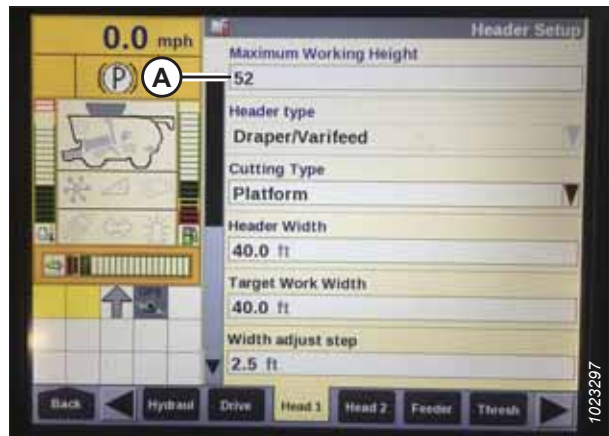 0.0 mph
Header Setup
Maximum Working Height
(P)
A
52
Header type
Draper/Varifeed
Cutting Type
Platform
Header Width
40.0 ft
Target Work Width
40.0 ft
Width adjust step
2.5 ft
Back
Hydraul
Drive
Head 1
Head 2
Feeder
Thresh
1023297